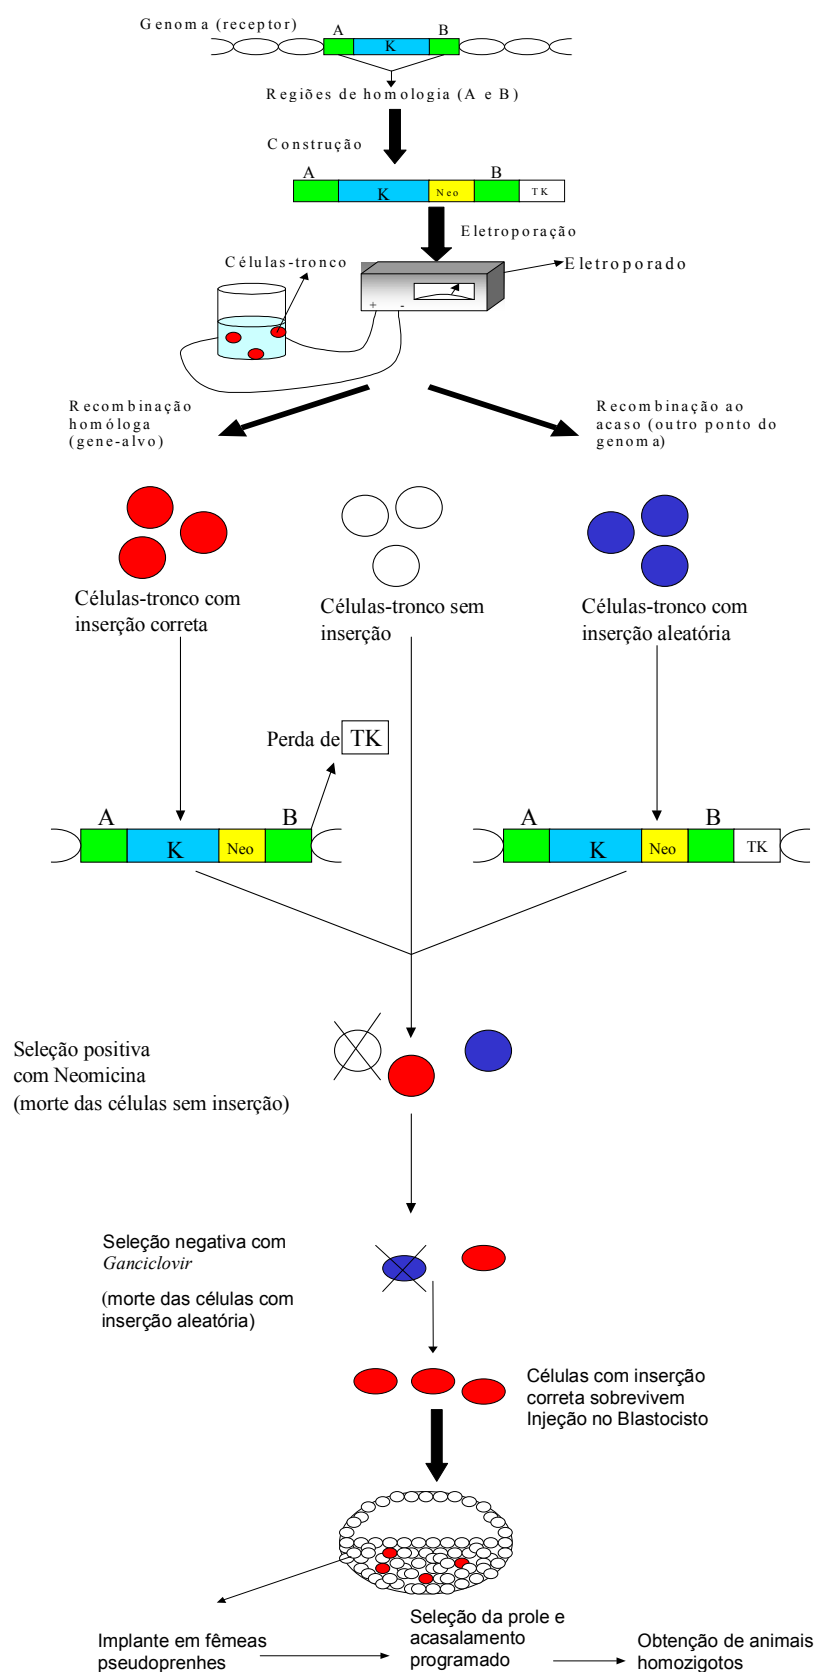 Genoma (receptor)
A
B
K
Regiões de homologia (A e B)
Construção
A
B
K
Neo
TK
Eletroporação
Células-tronco
Eletroporado
+
-
Recombinação
homóloga
(gene-alvo)
Recombinação ao
acaso (outro ponto do
genoma)
Células-tronco com
inserção correta
Células-tronco sem
inserção
Células-tronco com
inserção aleatória
Perda de TK
A
B
K
Neo
A
B
K
Neo
TK
Seleção positiva
com Neomicina
(morte das células sem inserção)
Seleção negativa com
Ganciclovir
(morte das células com
inserção aleatória)
Células com inserção
correta sobrevivem
Injeção no Blastocisto
Implante em fêmeas
pseudoprenhes
Seleção da prole e
acasalamento
programado
Obtenção de animais
homozigotos